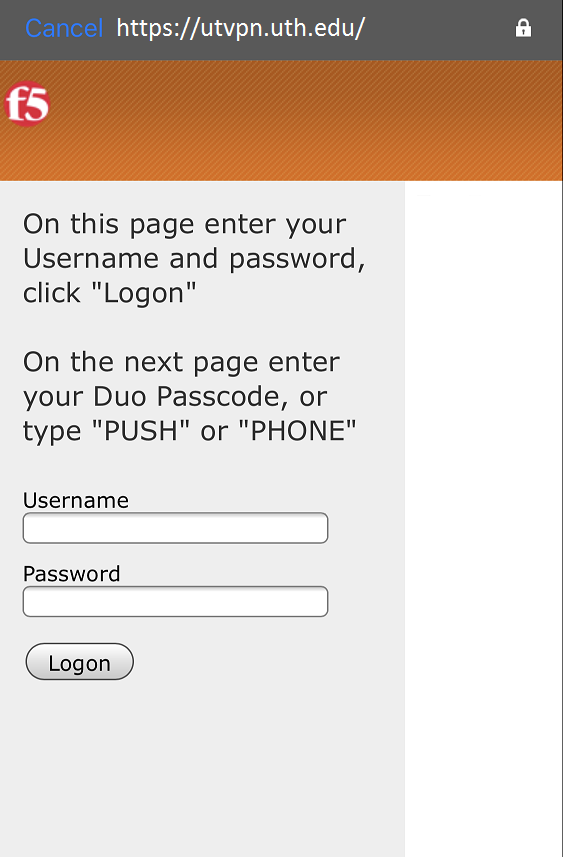 Cancel https://utvpn.uth.edu/
f5
On this page enter your
Username and password,
click "Logon"
On the next page enter
your Duo Passcode, or
type "PUSH" or "PHONE"
Username
Password
Logon